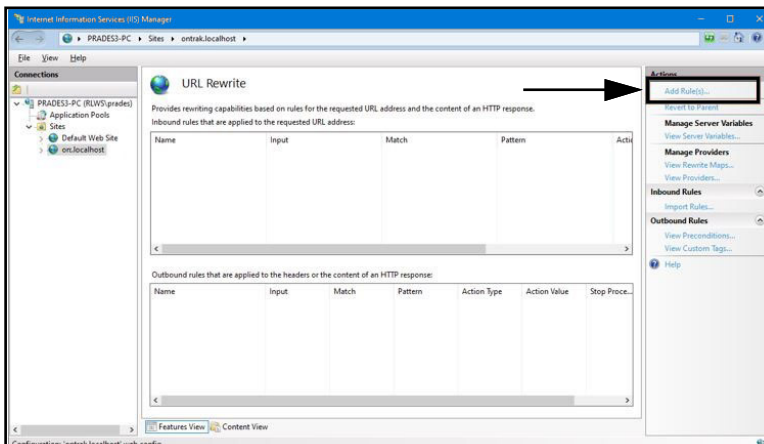 Internet Information Services (IIS) Manager
PRADES3-PC ▸ Sites ▸ ontrak.localhost ▸
File View Help
Connections
PRADES3-PC (RLWS\prades)
Application Pools
Sites
Default Web Site
on:localhost
URL Rewrite
Provides rewriting capabilities based on rules for the requested URL address and the content of an HTTP response.
Inbound rules that are applied to the requested URL address:
Name Input Match Pattern Acti
Outbound rules that are applied to the headers or the content of an HTTP response:
Name Input Match Pattern Action Type Action Value Stop Proce...
Features View Content View
Configuration: 'ontrak.localhost' web.config
Actions
Add Rule(s)...
Revert to Parent
Manage Server Variables
View Server Variables...
Manage Providers
View Rewrite Maps...
View Providers...
Inbound Rules
Import Rules...
Outbound Rules
View Preconditions...
View Custom Tags...
Help